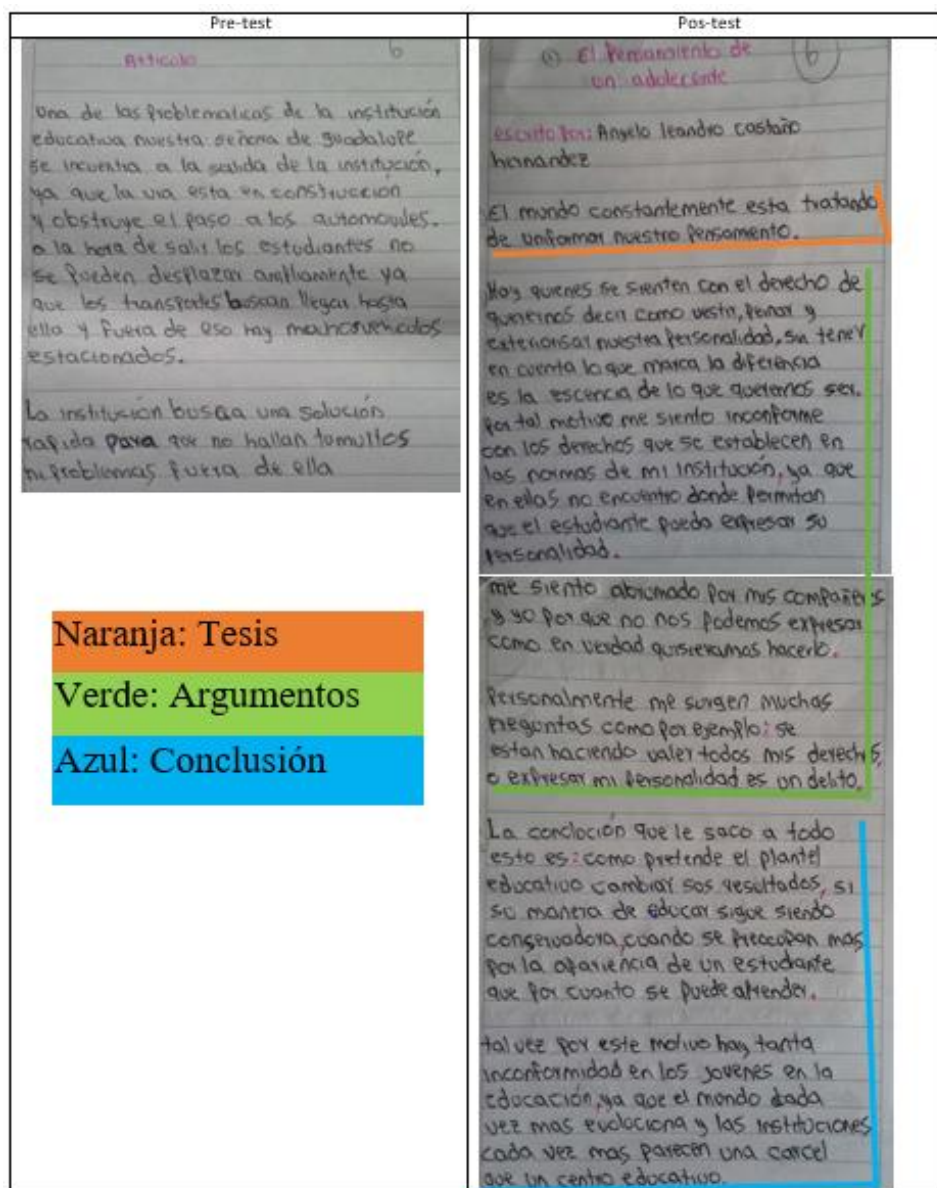 Pre-test
Articulo
6
Una de las problematicas de la institución
educativa nuestra señora de guadalupe
se incuentra a la salida de la institución,
ya que la via esta en construcción
y obstruye el paso a los automoviles.
a la hora de salir los estudiantes no
se pueden desplazar ampliamente ya
que los transportes buscan llegar hasta
ella y fuera de eso hay muchos vehiculos
estacionados.
La institución busca una solución
rapida para que no hallan tumultos
ni problemas fuera de ella
Naranja: Tesis
Verde: Argumentos
Azul: Conclusión
Pos-test
El Pensamiento de
un adolecente
6
escrito por: Angelo leandro castaño
hernandez
El mundo constantemente esta tratando
de uniformar nuestro pensamento.
Hay quienes se sienten con el derecho de
querernos decir como vestir, peinar y
exteriorisar nuestra personalidad, sin tener
en cuenta lo que marca la diferencia
es la escencia de lo que queremos ser.
por tal motivo me siento inconforme
con los derechos que se establecen en
las normas de mi institución, ya que
en ellas no encuentro donde permitan
que el estudiante pueda expresar su
personalidad.
me siento abrumado por mis compañeros
y yo por que no nos podemos expresar
como en verdad quisieramos hacerlo.
Personalmente me surgen muchas
preguntas como por ejemplo: se
estan haciendo valer todos mis derechos,
o expresar mi personalidad es un delito.
La concloción que le saco a todo
esto es: como pretende el plantel
educativo cambiar sus resultados, si
su manera de educar sigue siendo
conservadora, cuando se preocupan mas
por la apariencia de un estudiante
que por cuanto se puede aprender.
tal vez por este motivo hay tanta
inconformidad en los jovenes en la
educación, ya que el mundo cada
vez mas evoluciona y las instituciones
cada vez mas parecen una carcel
que un centro educativo.